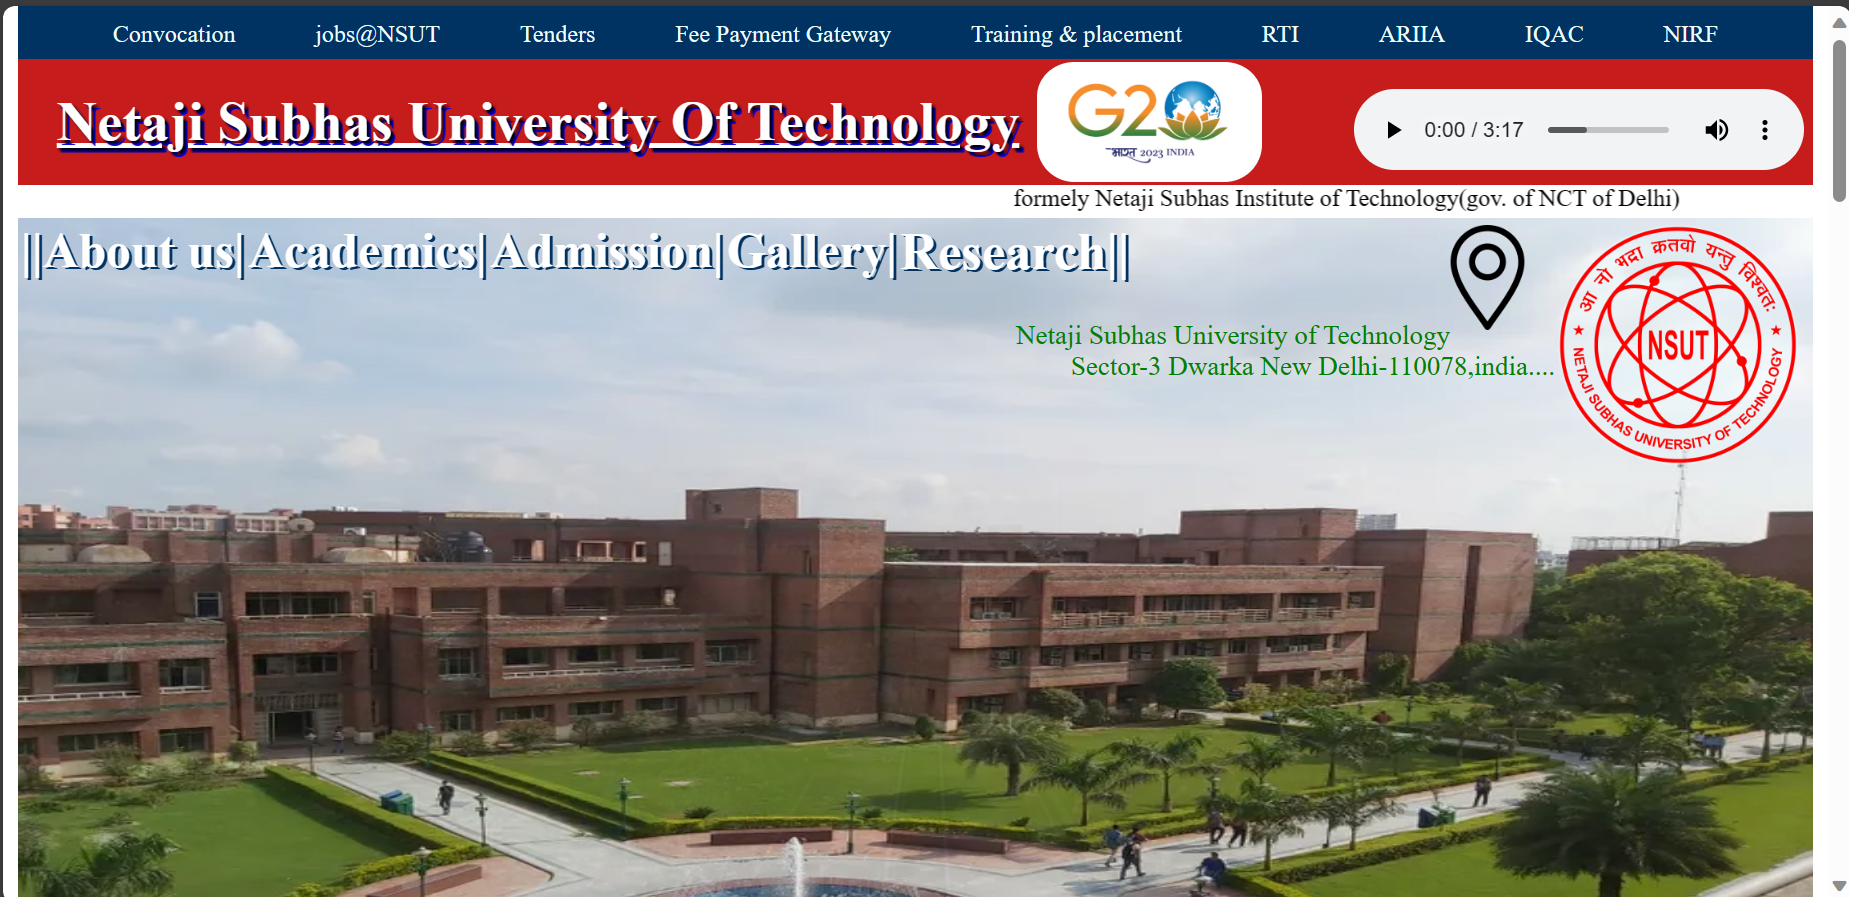 Convocation jobs@NSUT Tenders Fee Payment Gateway Training & placement RTI ARIIA IQAC NIRF
Netaji Subhas University Of Technology
G20
भारत 2023 INDIA
0:00 / 3:17
formely Netaji Subhas Institute of Technology(gov. of NCT of Delhi)
||About us|Academics|Admission|Gallery|Research||
Netaji Subhas University of Technology
Sector-3 Dwarka New Delhi-110078,india....
आ नो भद्रा क्रतवो यन्तु विश्वतः
NSUT
★ NETAJI SUBHAS UNIVERSITY OF TECHNOLOGY ★